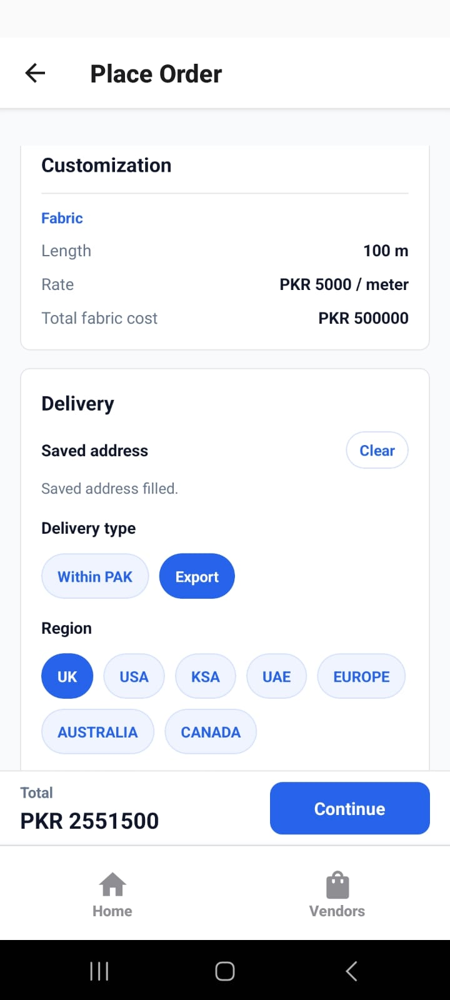 Place Order
Customization
Fabric
Length 100 m
Rate PKR 5000 / meter
Total fabric cost PKR 500000
Delivery
Saved address Clear
Saved address filled.
Delivery type
Within PAK Export
Region
UK USA KSA UAE EUROPE
AUSTRALIA CANADA
Total
PKR 2551500
Continue
Home Vendors